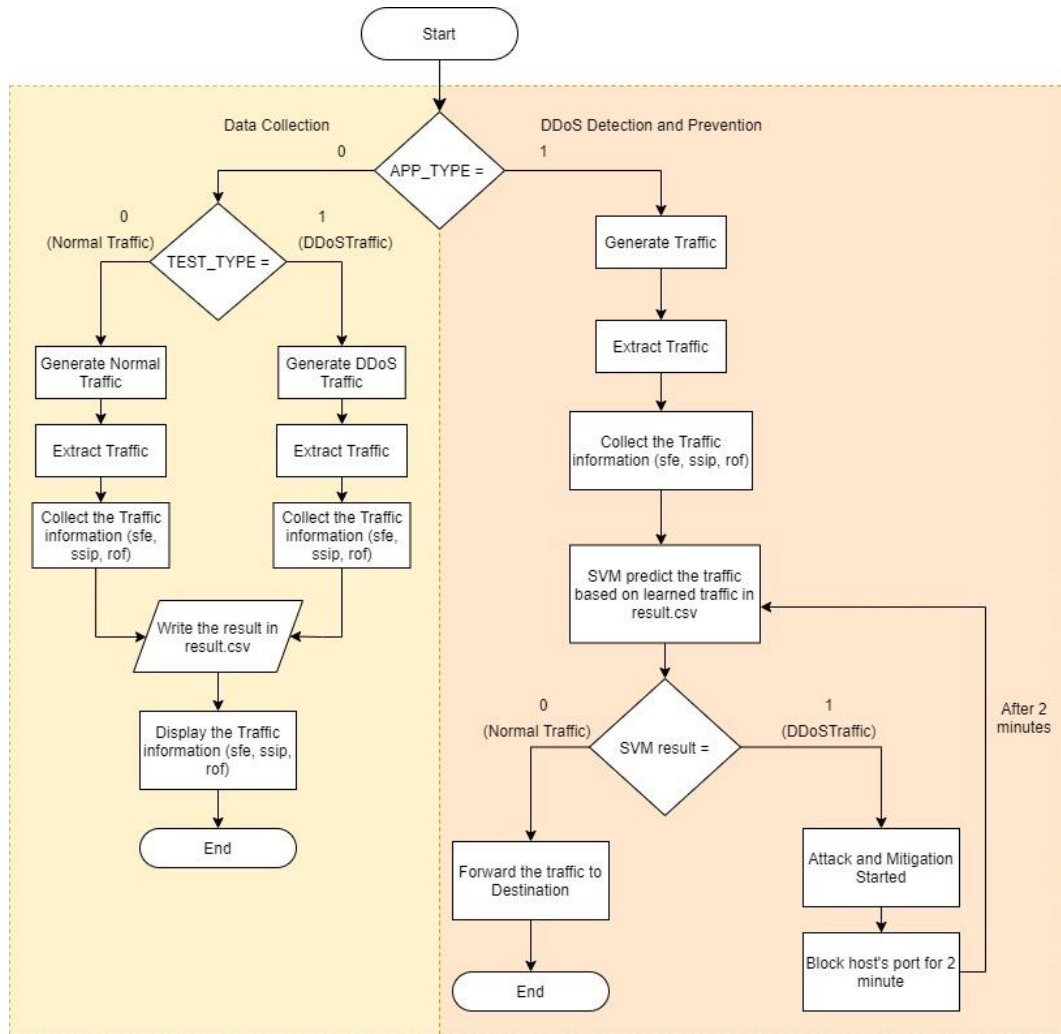 Start
Data Collection
DDoS Detection and Prevention
0
1
APP_TYPE =
0
(Normal Traffic)
1
(DDoSTraffic)
TEST_TYPE =
Generate Normal
Traffic
Generate DDoS
Traffic
Extract Traffic
Extract Traffic
Collect the Traffic
information (sfe,
ssip, rof)
Collect the Traffic
information (sfe,
ssip, rof)
Write the result in
result.csv
Display the Traffic
information (sfe, ssip,
rof)
End
Generate Traffic
Extract Traffic
Collect the Traffic
information (sfe, ssip, rof)
SVM predict the traffic
based on learned traffic in
result.csv
0
(Normal Traffic)
1
(DDoSTraffic)
SVM result =
After 2
minutes
Forward the traffic to
Destination
End
Attack and Mitigation
Started
Block host's port for 2
minute